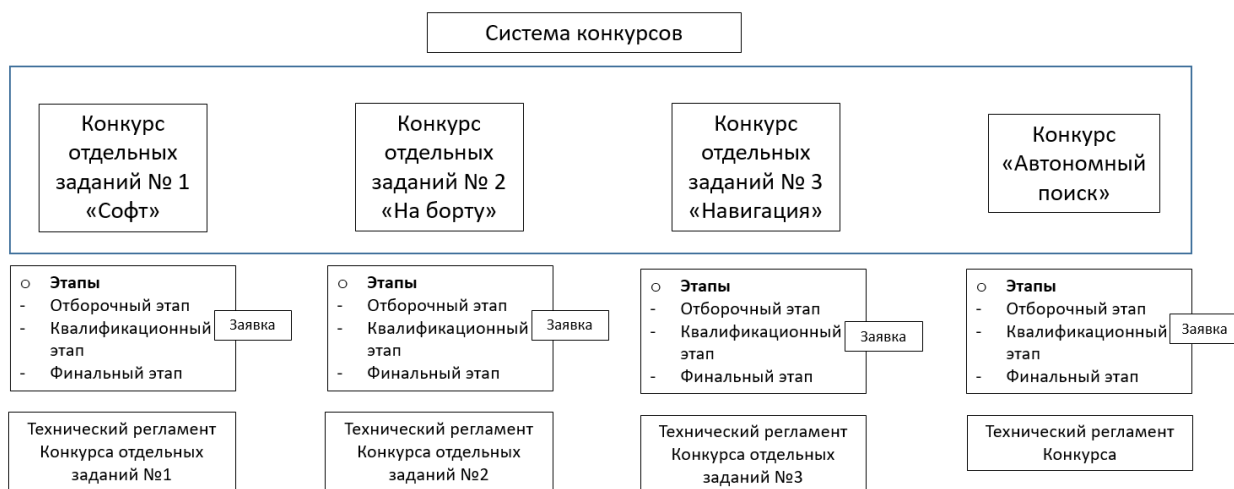 Система конкурсов
Конкурс
отдельных
заданий № 1
«Софт»
Конкурс
отдельных
заданий № 2
«На борту»
Конкурс
отдельных
заданий № 3
«Навигация»
Конкурс
«Автономный
поиск»
o Этапы
- Отборочный этап
- Квалификационный
этап
- Финальный этап
Заявка
o Этапы
- Отборочный этап
- Квалификационный
этап
- Финальный этап
Заявка
o Этапы
- Отборочный этап
- Квалификационный
этап
- Финальный этап
Заявка
o Этапы
- Отборочный этап
- Квалификационный
этап
- Финальный этап
Заявка
Технический регламент
Конкурса отдельных
заданий №1
Технический регламент
Конкурса отдельных
заданий №2
Технический регламент
Конкурса отдельных
заданий №3
Технический регламент
Конкурса